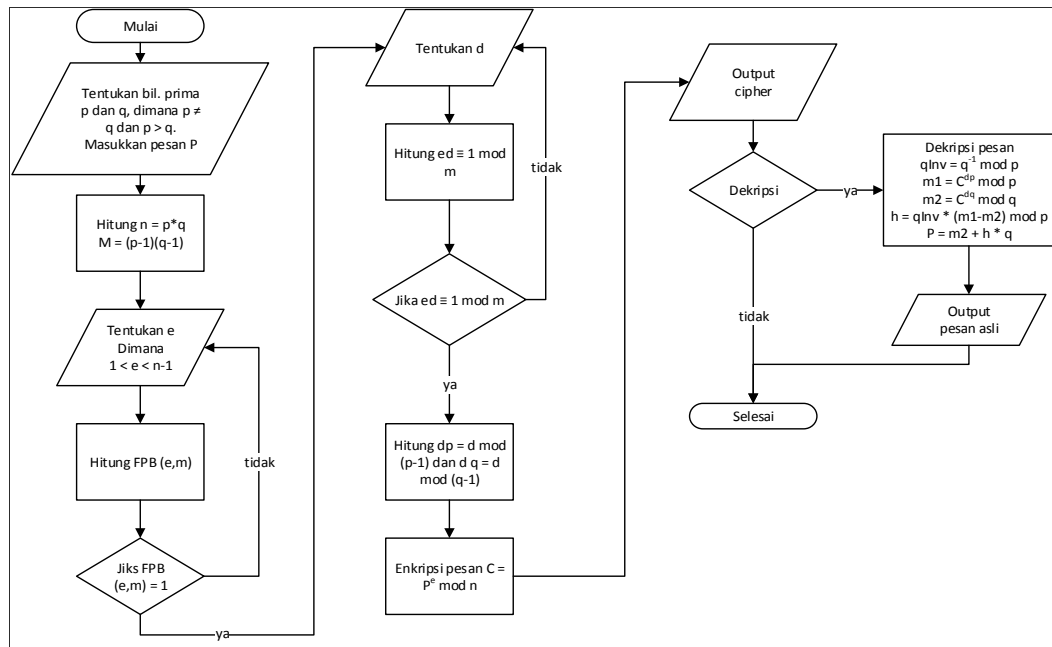 Mulai
Tentukan bil. prima
p dan q, dimana p ≠
q dan p > q.
Masukkan pesan P
Hitung n = p*q
M = (p-1)(q-1)
Tentukan e
Dimana
1 < e < n-1
Hitung FPB (e,m)
tidak
Jiks FPB
(e,m) = 1
ya
Tentukan d
Hitung ed ≡ 1 mod
m
tidak
Jika ed ≡ 1 mod m
ya
Hitung dp = d mod
(p-1) dan d q = d
mod (q-1)
Enkripsi pesan C =
P^e mod n
Output
cipher
Dekripsi
ya
tidak
Dekripsi pesan
qInv = q^-1 mod p
m1 = C^dp mod p
m2 = C^dq mod q
h = qInv * (m1-m2) mod p
P = m2 + h * q
Output
pesan asli
Selesai